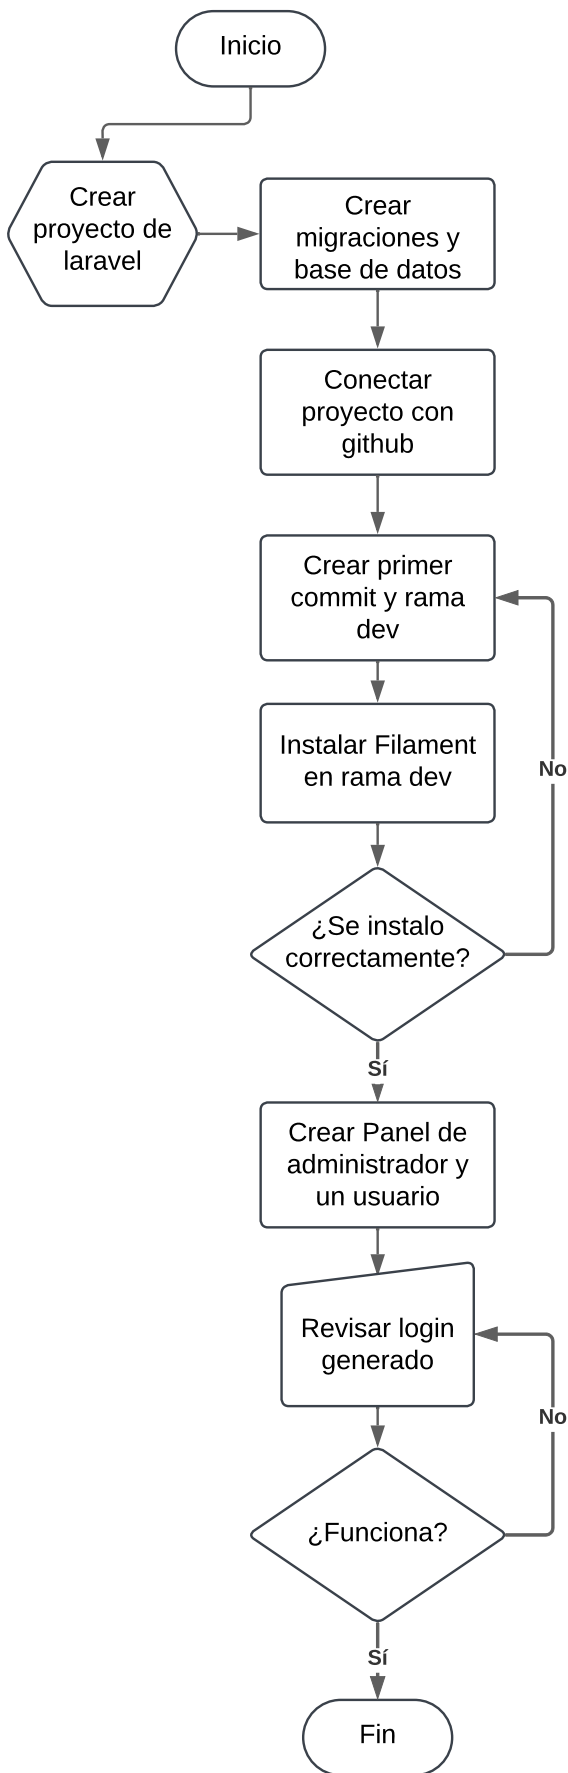 Inicio
Crear
proyecto de
laravel
Crear
migraciones y
base de datos
Conectar
proyecto con
github
Crear primer
commit y rama
dev
Instalar Filament
en rama dev
No
¿Se instalo
correctamente?
Sí
Crear Panel de
administrador y
un usuario
Revisar login
generado
No
¿Funciona?
Sí
Fin